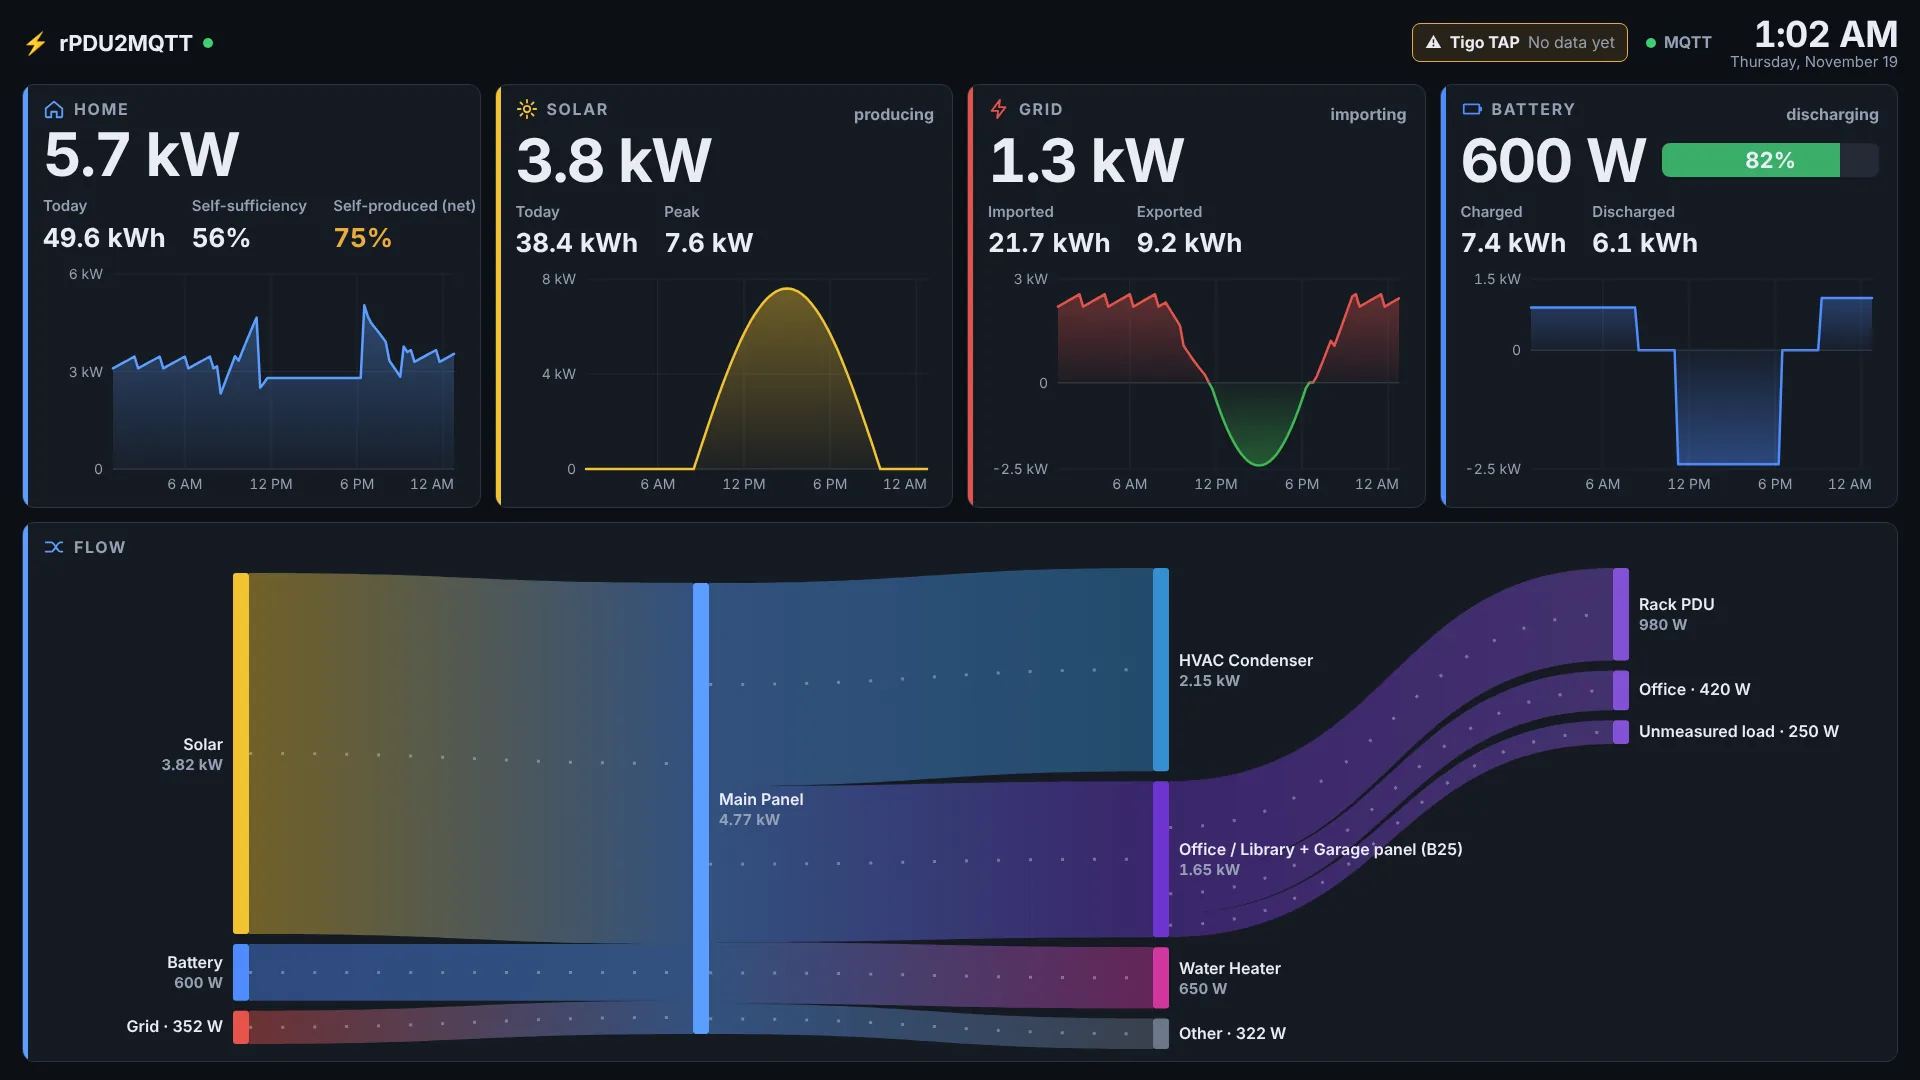 ⚡ rPDU2MQTT
Tigo TAP No data yet
MQTT
1:02 AM
Thursday, November 19
HOME
5.7 kW
Today
Self-sufficiency
Self-produced (net)
49.6 kWh
56%
75%
6 kW
3 kW
0
6 AM
12 PM
6 PM
12 AM
SOLAR
producing
3.8 kW
Today
Peak
38.4 kWh
7.6 kW
8 kW
4 kW
0
6 AM
12 PM
6 PM
12 AM
GRID
importing
1.3 kW
Imported
Exported
21.7 kWh
9.2 kWh
3 kW
0
-2.5 kW
6 AM
12 PM
6 PM
12 AM
BATTERY
discharging
600 W
82%
Charged
Discharged
7.4 kWh
6.1 kWh
1.5 kW
0
-2.5 kW
6 AM
12 PM
6 PM
12 AM
FLOW
Solar
3.82 kW
Battery
600 W
Grid · 352 W
Main Panel
4.77 kW
HVAC Condenser
2.15 kW
Office / Library + Garage panel (B25)
1.65 kW
Water Heater
650 W
Other · 322 W
Rack PDU
980 W
Office · 420 W
Unmeasured load · 250 W